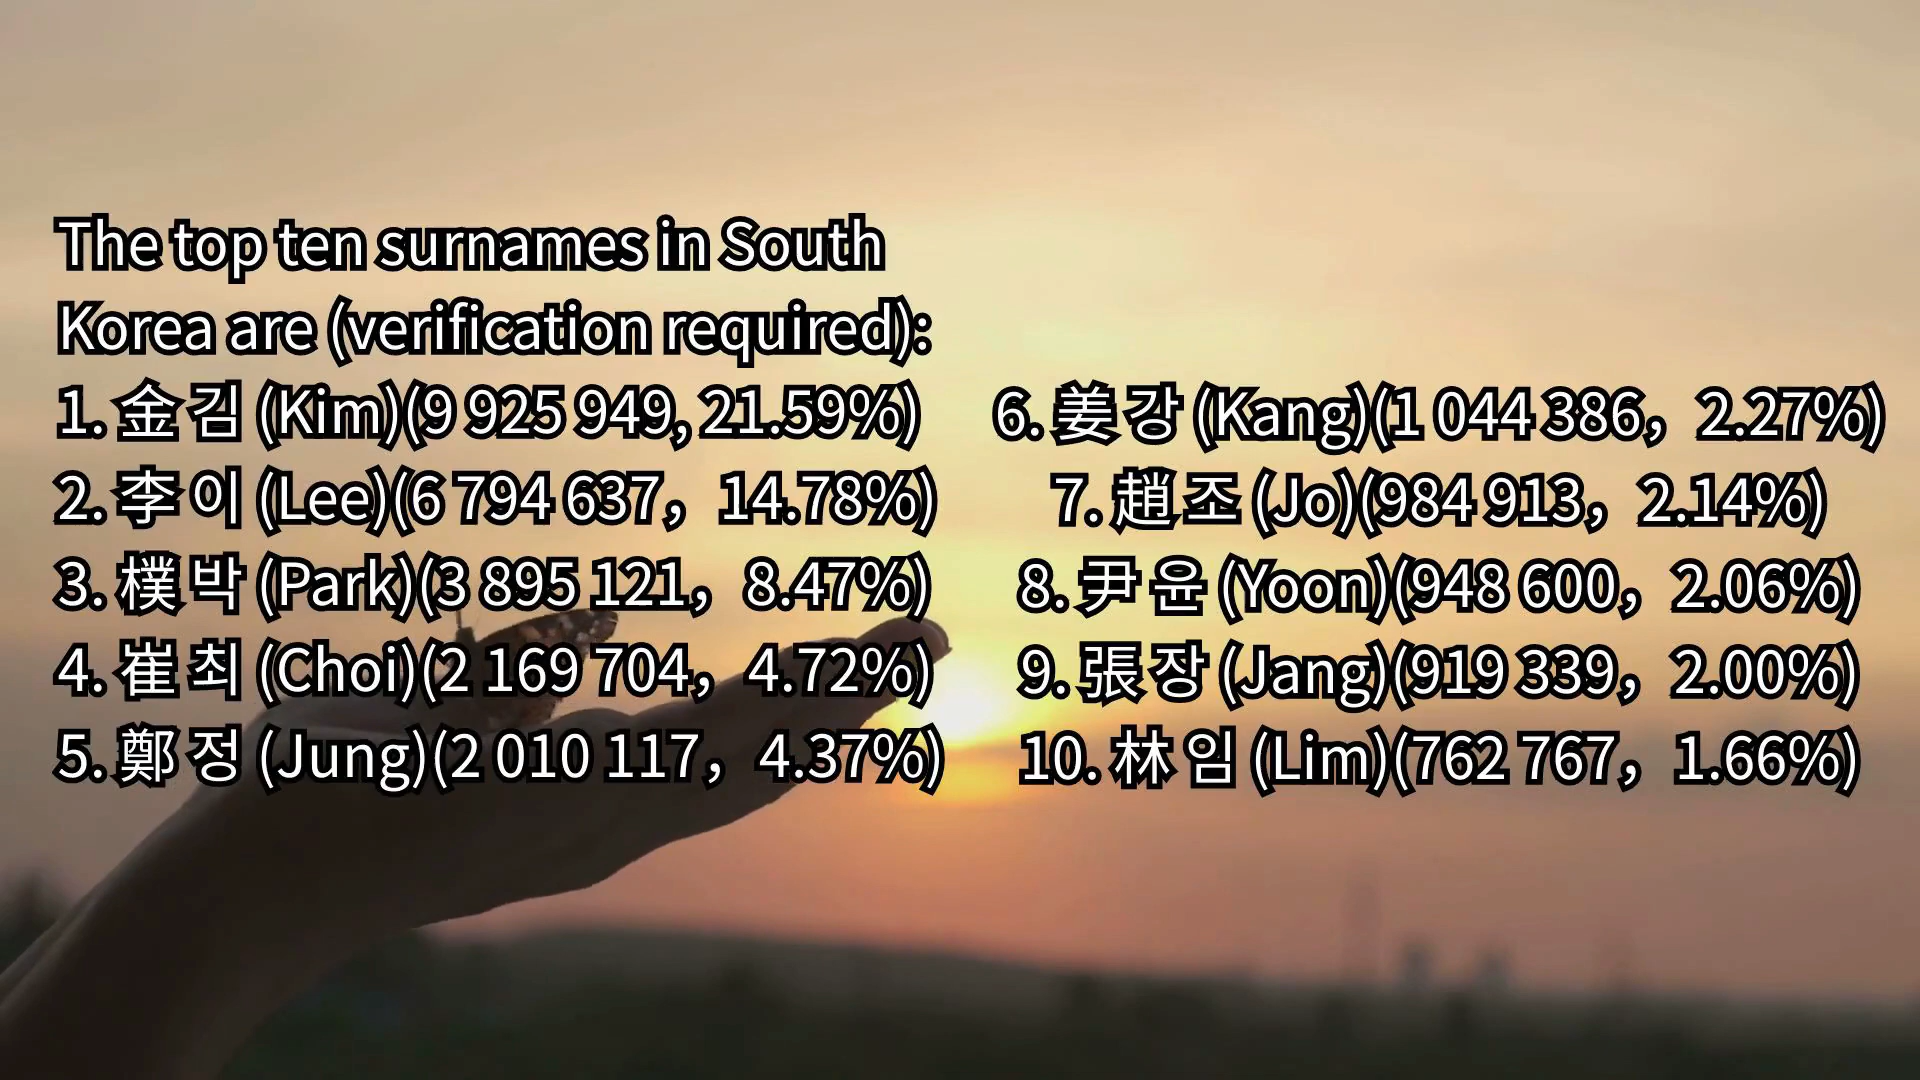 The top ten surnames in South
Korea are (verification required):
1. 金 김 (Kim)(9 925 949, 21.59%)
2. 李 이 (Lee)(6 794 637，14.78%)
3. 樸 박 (Park)(3 895 121，8.47%)
4. 崔 최 (Choi)(2 169 704，4.72%)
5. 鄭 정 (Jung)(2 010 117，4.37%)
6. 姜 강 (Kang)(1 044 386，2.27%)
7. 趙 조 (Jo)(984 913，2.14%)
8. 尹 윤 (Yoon)(948 600，2.06%)
9. 張 장 (Jang)(919 339，2.00%)
10. 林 임 (Lim)(762 767，1.66%)